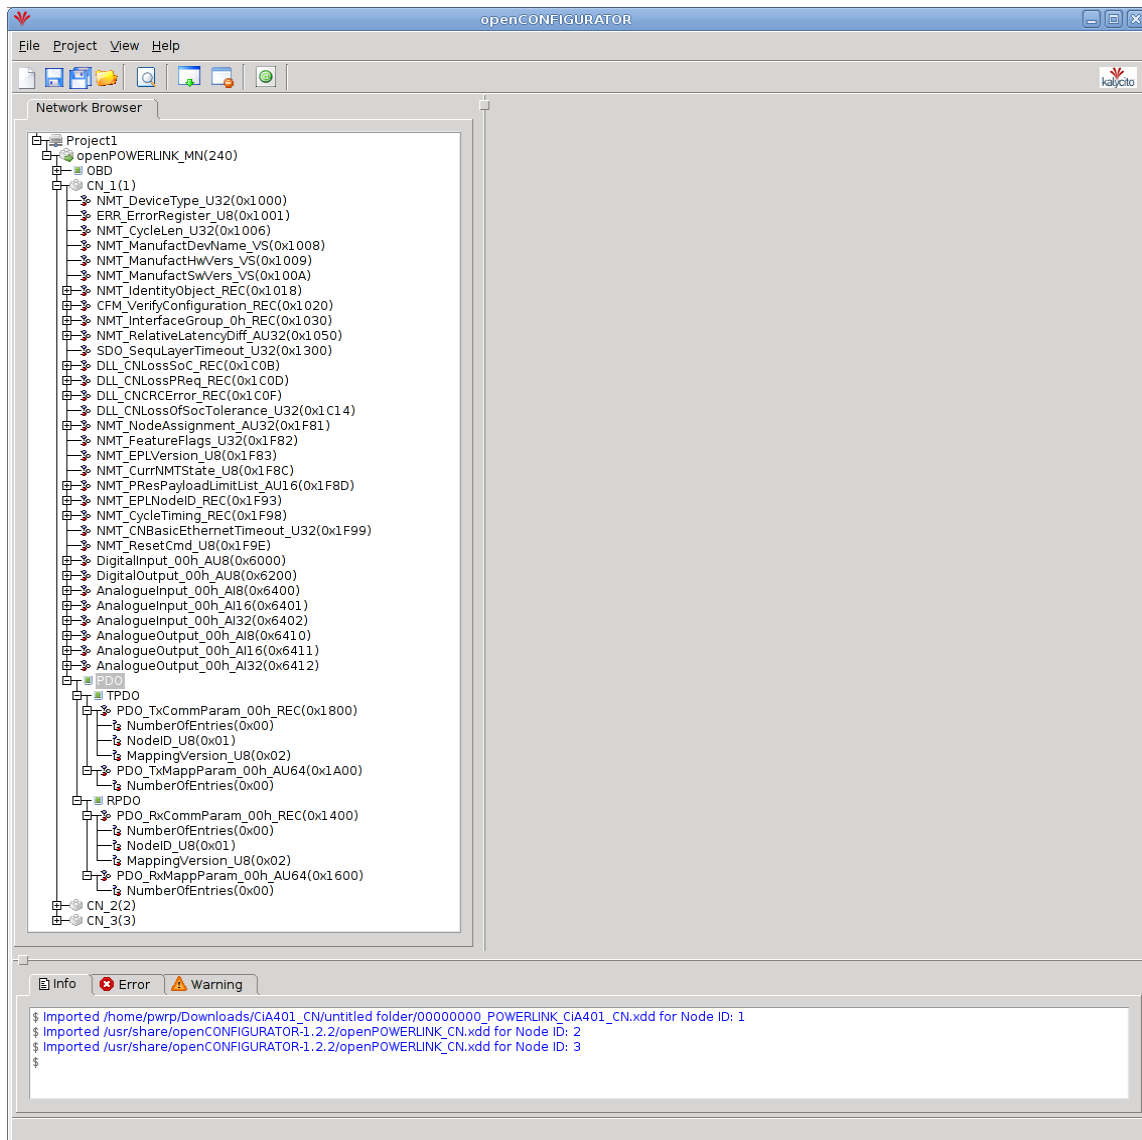 openCONFIGURATOR
File Project View Help
kalycito
Network Browser
Project1
openPOWERLINK_MN(240)
OBD
CN_1(1)
NMT_DeviceType_U32(0x1000)
ERR_ErrorRegister_U8(0x1001)
NMT_CycleLen_U32(0x1006)
NMT_ManufactDevName_VS(0x1008)
NMT_ManufactHwVers_VS(0x1009)
NMT_ManufactSwVers_VS(0x100A)
NMT_IdentityObject_REC(0x1018)
CFM_VerifyConfiguration_REC(0x1020)
NMT_InterfaceGroup_0h_REC(0x1030)
NMT_RelativeLatencyDiff_AU32(0x1050)
SDO_SequLayerTimeout_U32(0x1300)
DLL_CNLossSoC_REC(0x1C0B)
DLL_CNLossPReq_REC(0x1C0D)
DLL_CNCRCError_REC(0x1C0F)
DLL_CNLossOfSocTolerance_U32(0x1C14)
NMT_NodeAssignment_AU32(0x1F81)
NMT_FeatureFlags_U32(0x1F82)
NMT_EPLVersion_U8(0x1F83)
NMT_CurrNMTState_U8(0x1F8C)
NMT_PResPayloadLimitList_AU16(0x1F8D)
NMT_EPLNodeID_REC(0x1F93)
NMT_CycleTiming_REC(0x1F98)
NMT_CNBasicEthernetTimeout_U32(0x1F99)
NMT_ResetCmd_U8(0x1F9E)
DigitalInput_00h_AU8(0x6000)
DigitalOutput_00h_AU8(0x6200)
AnalogueInput_00h_AI8(0x6400)
AnalogueInput_00h_AI16(0x6401)
AnalogueInput_00h_AI32(0x6402)
AnalogueOutput_00h_AI8(0x6410)
AnalogueOutput_00h_AI16(0x6411)
AnalogueOutput_00h_AI32(0x6412)
PDO
TPDO
PDO_TxCommParam_00h_REC(0x1800)
NumberOfEntries(0x00)
NodeID_U8(0x01)
MappingVersion_U8(0x02)
PDO_TxMappParam_00h_AU64(0x1A00)
NumberOfEntries(0x00)
RPDO
PDO_RxCommParam_00h_REC(0x1400)
NumberOfEntries(0x00)
NodeID_U8(0x01)
MappingVersion_U8(0x02)
PDO_RxMappParam_00h_AU64(0x1600)
NumberOfEntries(0x00)
CN_2(2)
CN_3(3)
Info Error Warning
$ Imported /home/pwrp/Downloads/CiA401_CN/untitled folder/00000000_POWERLINK_CiA401_CN.xdd for Node ID: 1
$ Imported /usr/share/openCONFIGURATOR-1.2.2/openPOWERLINK_CN.xdd for Node ID: 2
$ Imported /usr/share/openCONFIGURATOR-1.2.2/openPOWERLINK_CN.xdd for Node ID: 3
$